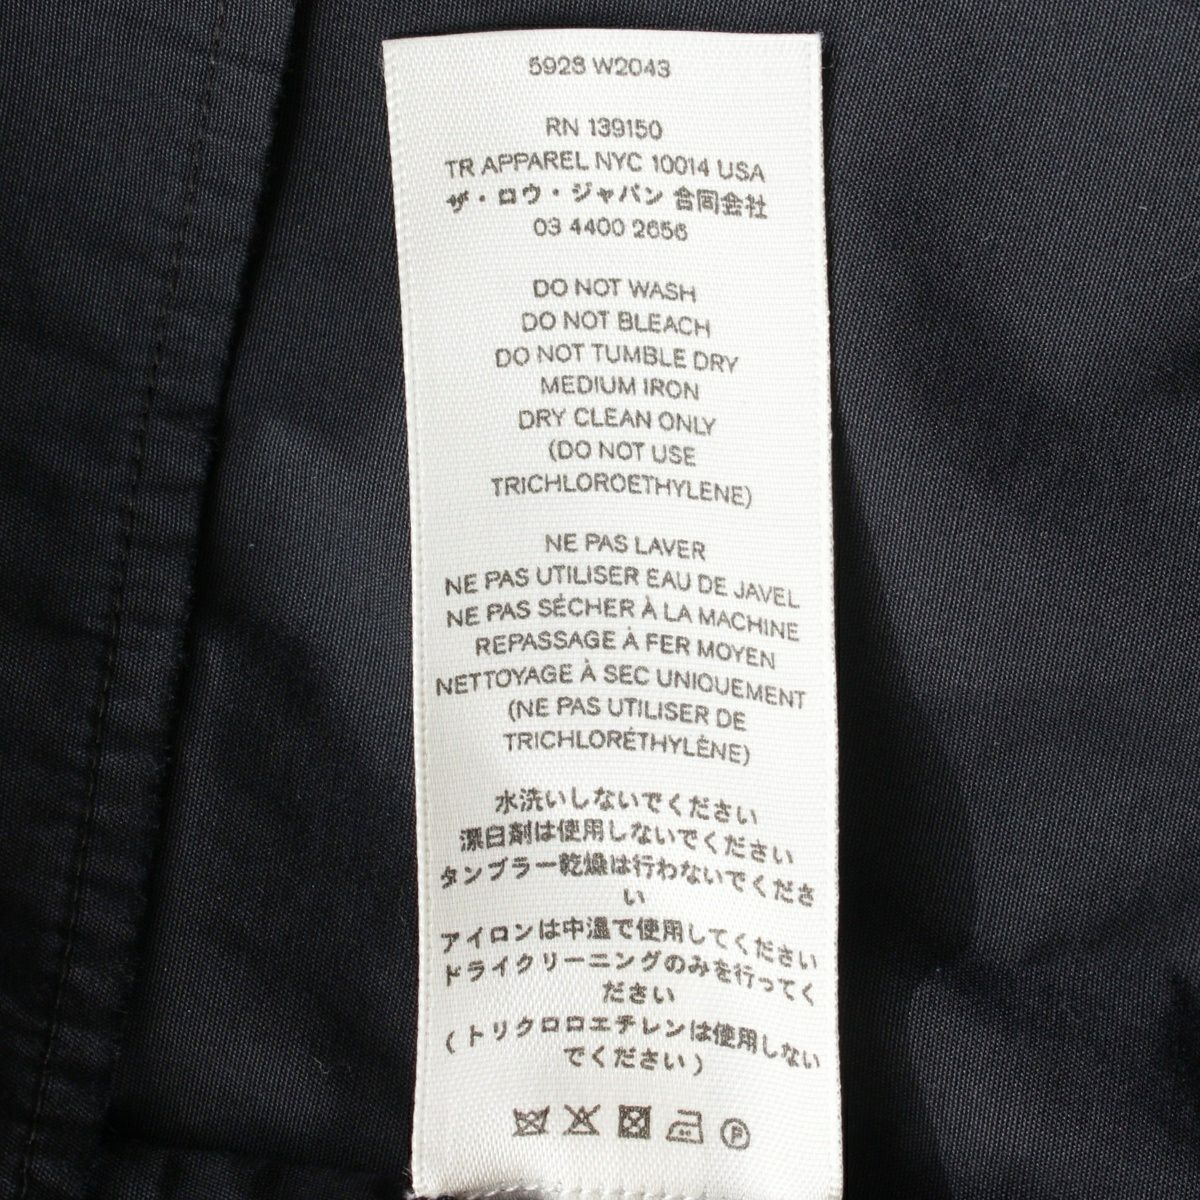 5928 W2043
RN 139150
TR APPAREL NYC 10014 USA
ザ・ロウ・ジャパン 合同会社
03 4400 2656
DO NOT WASH
DO NOT BLEACH
DO NOT TUMBLE DRY
MEDIUM IRON
DRY CLEAN ONLY
(DO NOT USE
TRICHLOROETHYLENE)
NE PAS LAVER
NE PAS UTILISER EAU DE JAVEL
NE PAS SÉCHER À LA MACHINE
REPASSAGE À FER MOYEN
NETTOYAGE À SEC UNIQUEMENT
(NE PAS UTILISER DE
TRICHLORÉTHYLÈNE)
水洗いしないでください
漂白剤は使用しないでください
タンブラー乾燥は行わないでくださ
い
アイロンは中温で使用してください
ドライクリーニングのみを行ってく
ださい
(トリクロロエチレンは使用しない
でください)
P